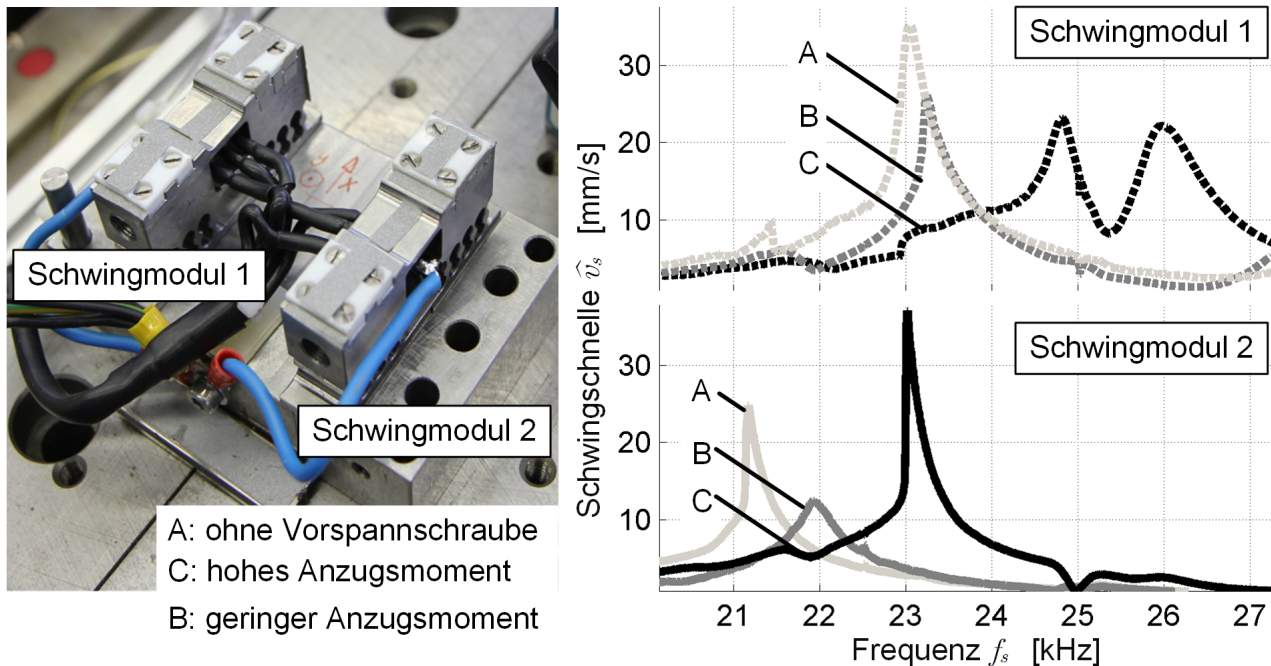 Schwingmodul 1
Schwingmodul 2
A: ohne Vorspannschraube
C: hohes Anzugsmoment
B: geringer Anzugsmoment
Schwingmodul 1
A
B
C
30
20
10
Schwingschnelle v̂s [mm/s]
Schwingmodul 2
A
B
C
30
20
10
21 22 23 24 25 26 27
Frequenz fs [kHz]